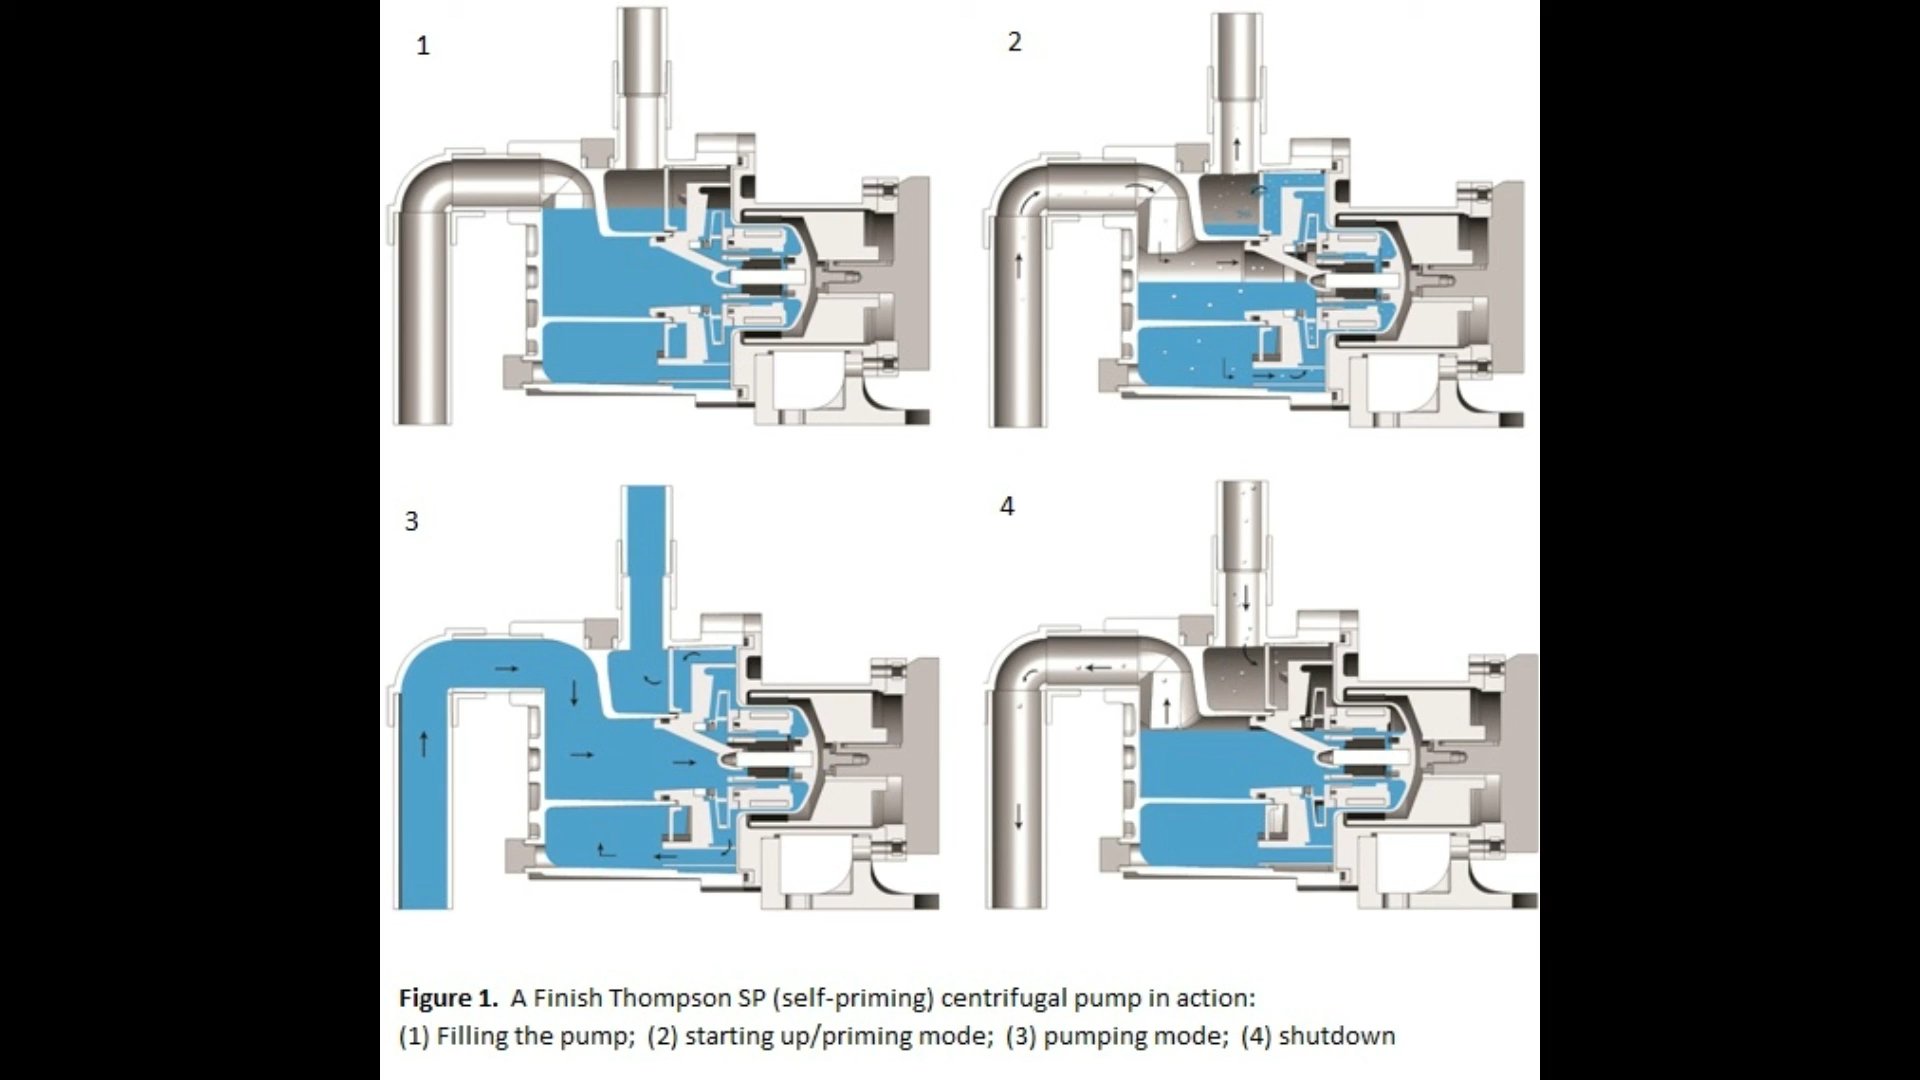 1
2
3
4
Figure 1. A Finish Thompson SP (self-priming) centrifugal pump in action:
(1) Filling the pump; (2) starting up/priming mode; (3) pumping mode; (4) shutdown